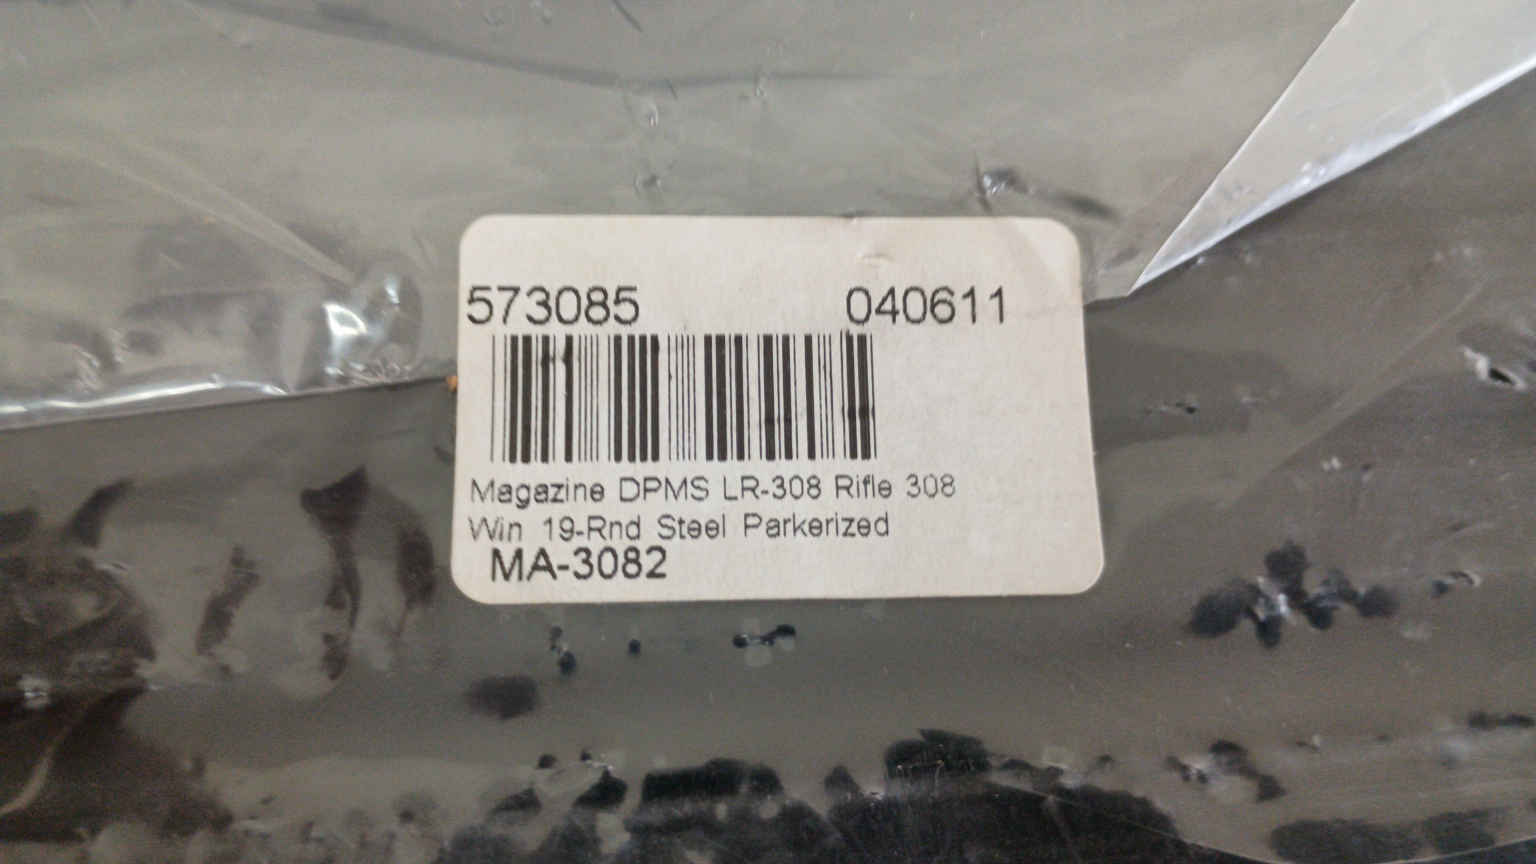 573085 040611
Magazine DPMS LR-308 Rifle 308
Win 19-Rnd Steel Parkerized
MA-3082